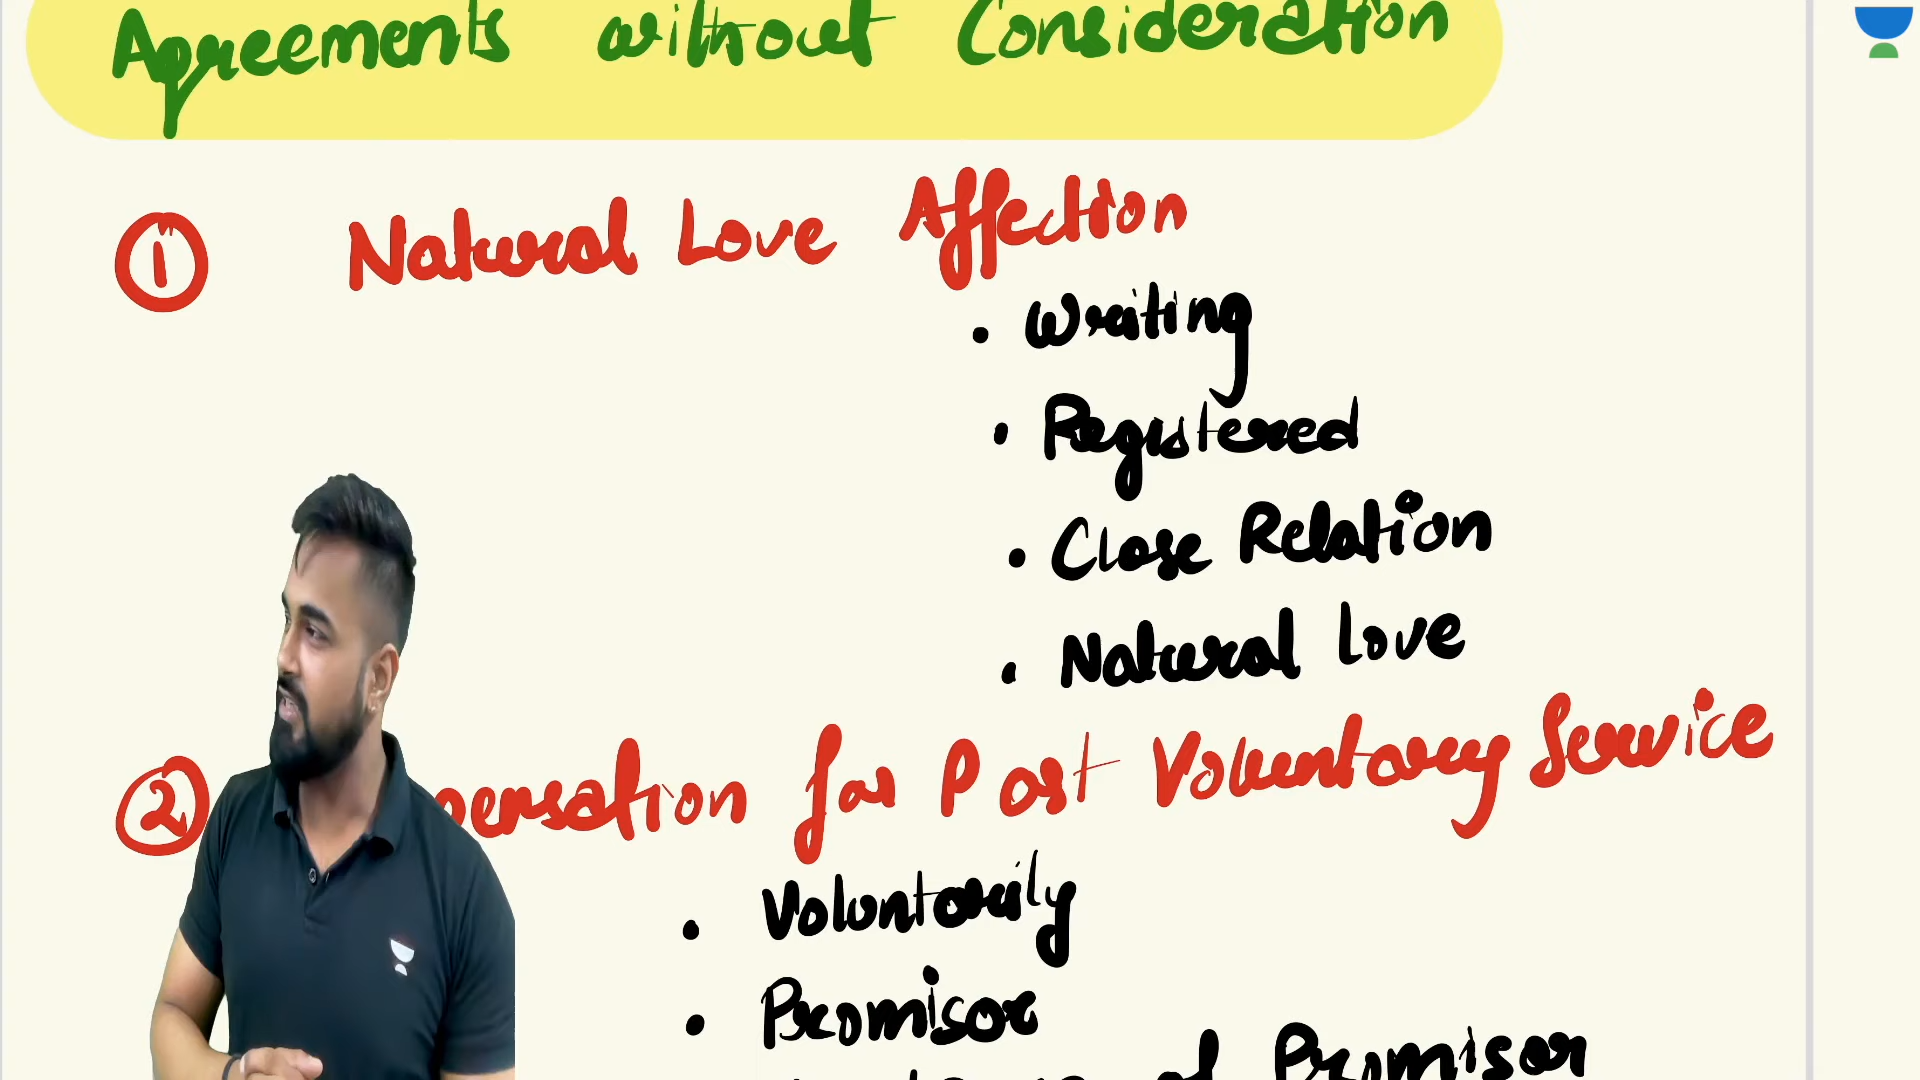 Agreements without Consideration
① Natural Love Affection
• Writing
• Registered
• Close Relation
• Natural Love
② pensation for Past Voluntary Service
• Voluntarily
• Promisor
of Promisor